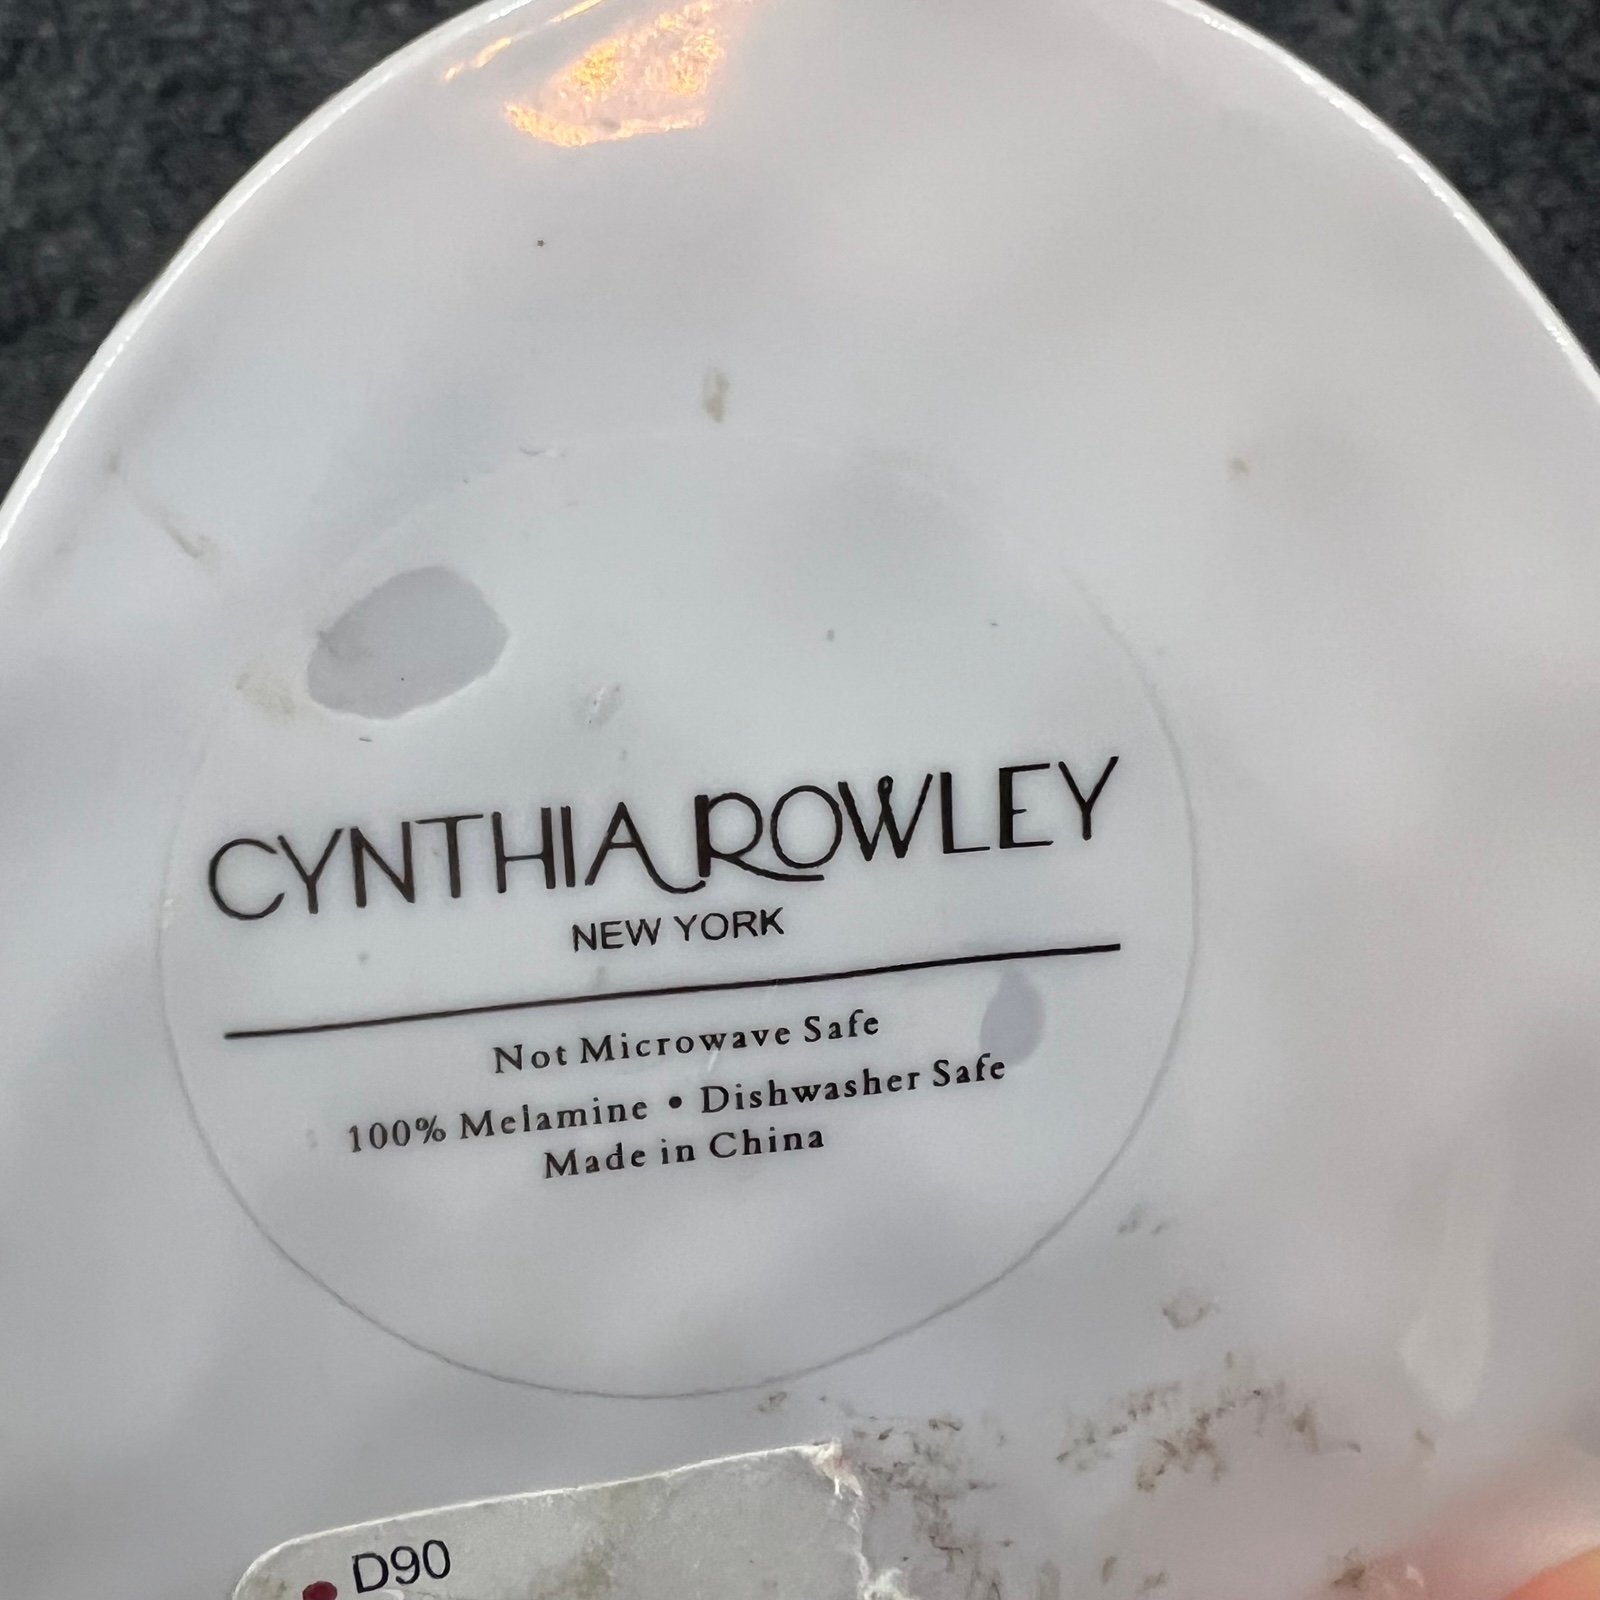 CYNTHIA ROWLEY
NEW YORK
Not Microwave Safe
100% Melamine • Dishwasher Safe
Made in China
D90